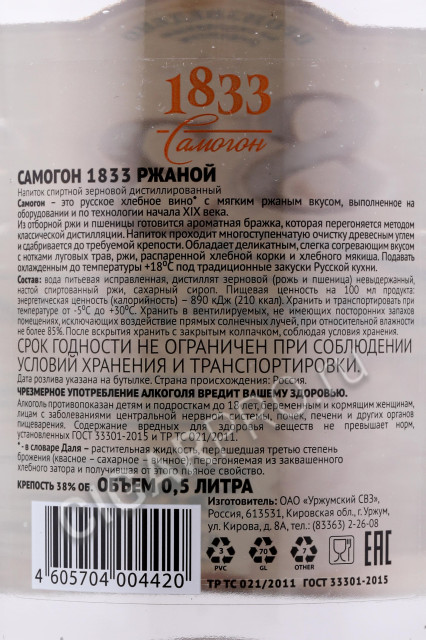 1833
Самогон
САМОГОН 1833 РЖАНОЙ
Напиток спиртной зерновой дистиллированный
Самогон – это русское хлебное вино* с мягким ржаным вкусом, выполненное на
оборудовании и по технологии начала XIX века.
Из отборной ржи и пшеницы готовится ароматная бражка, которая перегоняется методом
классической дистилляции. Напиток проходит многоступенчатую очистку древесным углем
и сдабривается до требуемой крепости. Обладает деликатным, слегка согревающим вкусом
с нотками луговых трав, ржи, распаренной хлебной корки и хлебного мякиша. Подавать
охлажденным до температуры +18°C под традиционные закуски Русской кухни.
Состав: вода питьевая исправленная, дистиллят зерновой (рожь и пшеница) невыдержанный,
настой спиртованный ржи, сахарный сироп. Пищевая ценность на 100 мл продукта:
энергетическая ценность (калорийность) – 890 кДж (210 ккал). Хранить и транспортировать при
температуре от -5°C до +30°C. Хранить в вентилируемых, не имеющих посторонних запахов
помещениях, исключающих воздействие прямых солнечных лучей, при относительной влажности
не более 85%. После вскрытия хранить с закрытым колпачком, соблюдая условия хранения.
СРОК ГОДНОСТИ НЕ ОГРАНИЧЕН ПРИ СОБЛЮДЕНИИ
УСЛОВИЙ ХРАНЕНИЯ И ТРАНСПОРТИРОВКИ.
Дата розлива указана на бутылке. Страна происхождения: Россия.
ЧРЕЗМЕРНОЕ УПОТРЕБЛЕНИЕ АЛКОГОЛЯ ВРЕДИТ ВАШЕМУ ЗДОРОВЬЮ.
Алкоголь противопоказан детям и подросткам до 18 лет, беременным и кормящим женщинам,
лицам с заболеваниями центральной нервной системы, почек, печени и других органов
пищеварения. Содержание вредных для здоровья веществ не превышает норм,
установленных ГОСТ 33301-2015 и ТР ТС 021/2011.
* - в словаре Даля – растительная жидкость, перешедшая третью степень
брожения (квасное – сахарное – винное) перегоняемая из заквашенного
хлебного затора и получившая от этого пьяное свойство.
КРЕПОСТЬ 38% ОБ. ОБЪЕМ 0,5 ЛИТРА
Изготовитель: ОАО «Уржумский СВЗ»,
Россия, 613531, Кировская обл., г. Уржум,
ул. Кирова, д. 8А, тел.: (83363) 2-26-08
3 PVC
70 GL
7 OTHER
EAC
4 605704 004420
ТР ТС 021/2011 ГОСТ 33301-2015